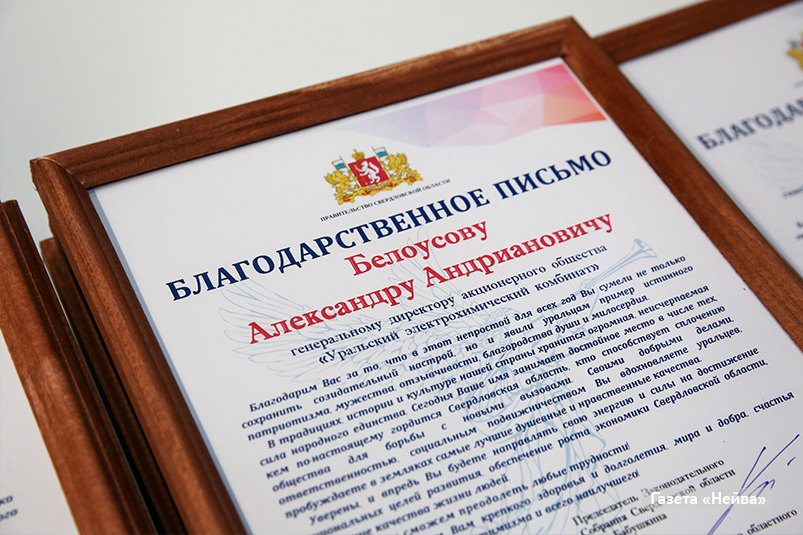 ПРАВИТЕЛЬСТВО СВЕРДЛОВСКОЙ ОБЛАСТИ
БЛАГОДАРСТВЕННОЕ ПИСЬМО
Белоусову
Александру Андриановичу
генеральному директору акционерного общества
«Уральский электрохимический комбинат»
Благодарим Вас за то, что в этот непростой для всех год Вы сумели не только
сохранить созидательный настрой, но и явили уральцам пример истинного
патриотизма, мужества, отзывчивости, благородства души и милосердия.
В традициях, истории и культуре нашей страны хранится огромная, неисчерпаемая
сила народного единства. Сегодня Ваше имя занимает достойное место в числе тех,
кем по-настоящему гордится Свердловская область, кто способствует сплочению
общества для борьбы с новыми вызовами. Своими добрыми делами,
ответственностью, социальным подвижничеством Вы вдохновляете уральцев,
пробуждаете в земляках самые лучшие душевные и нравственные качества.
Уверены, и впредь Вы будете направлять свою энергию и силы на достижение
национальных целей развития, обеспечение роста экономики Свердловской области,
качества жизни людей.
сможем преодолеть любые трудности!
Вам крепкого здоровья и долголетия, мира и добра, счастья
и всего наилучшего!
Председатель Законодательного
Собрания Свердловской области
Бабушкина
БЛАГОДА
Газета «Нейва»